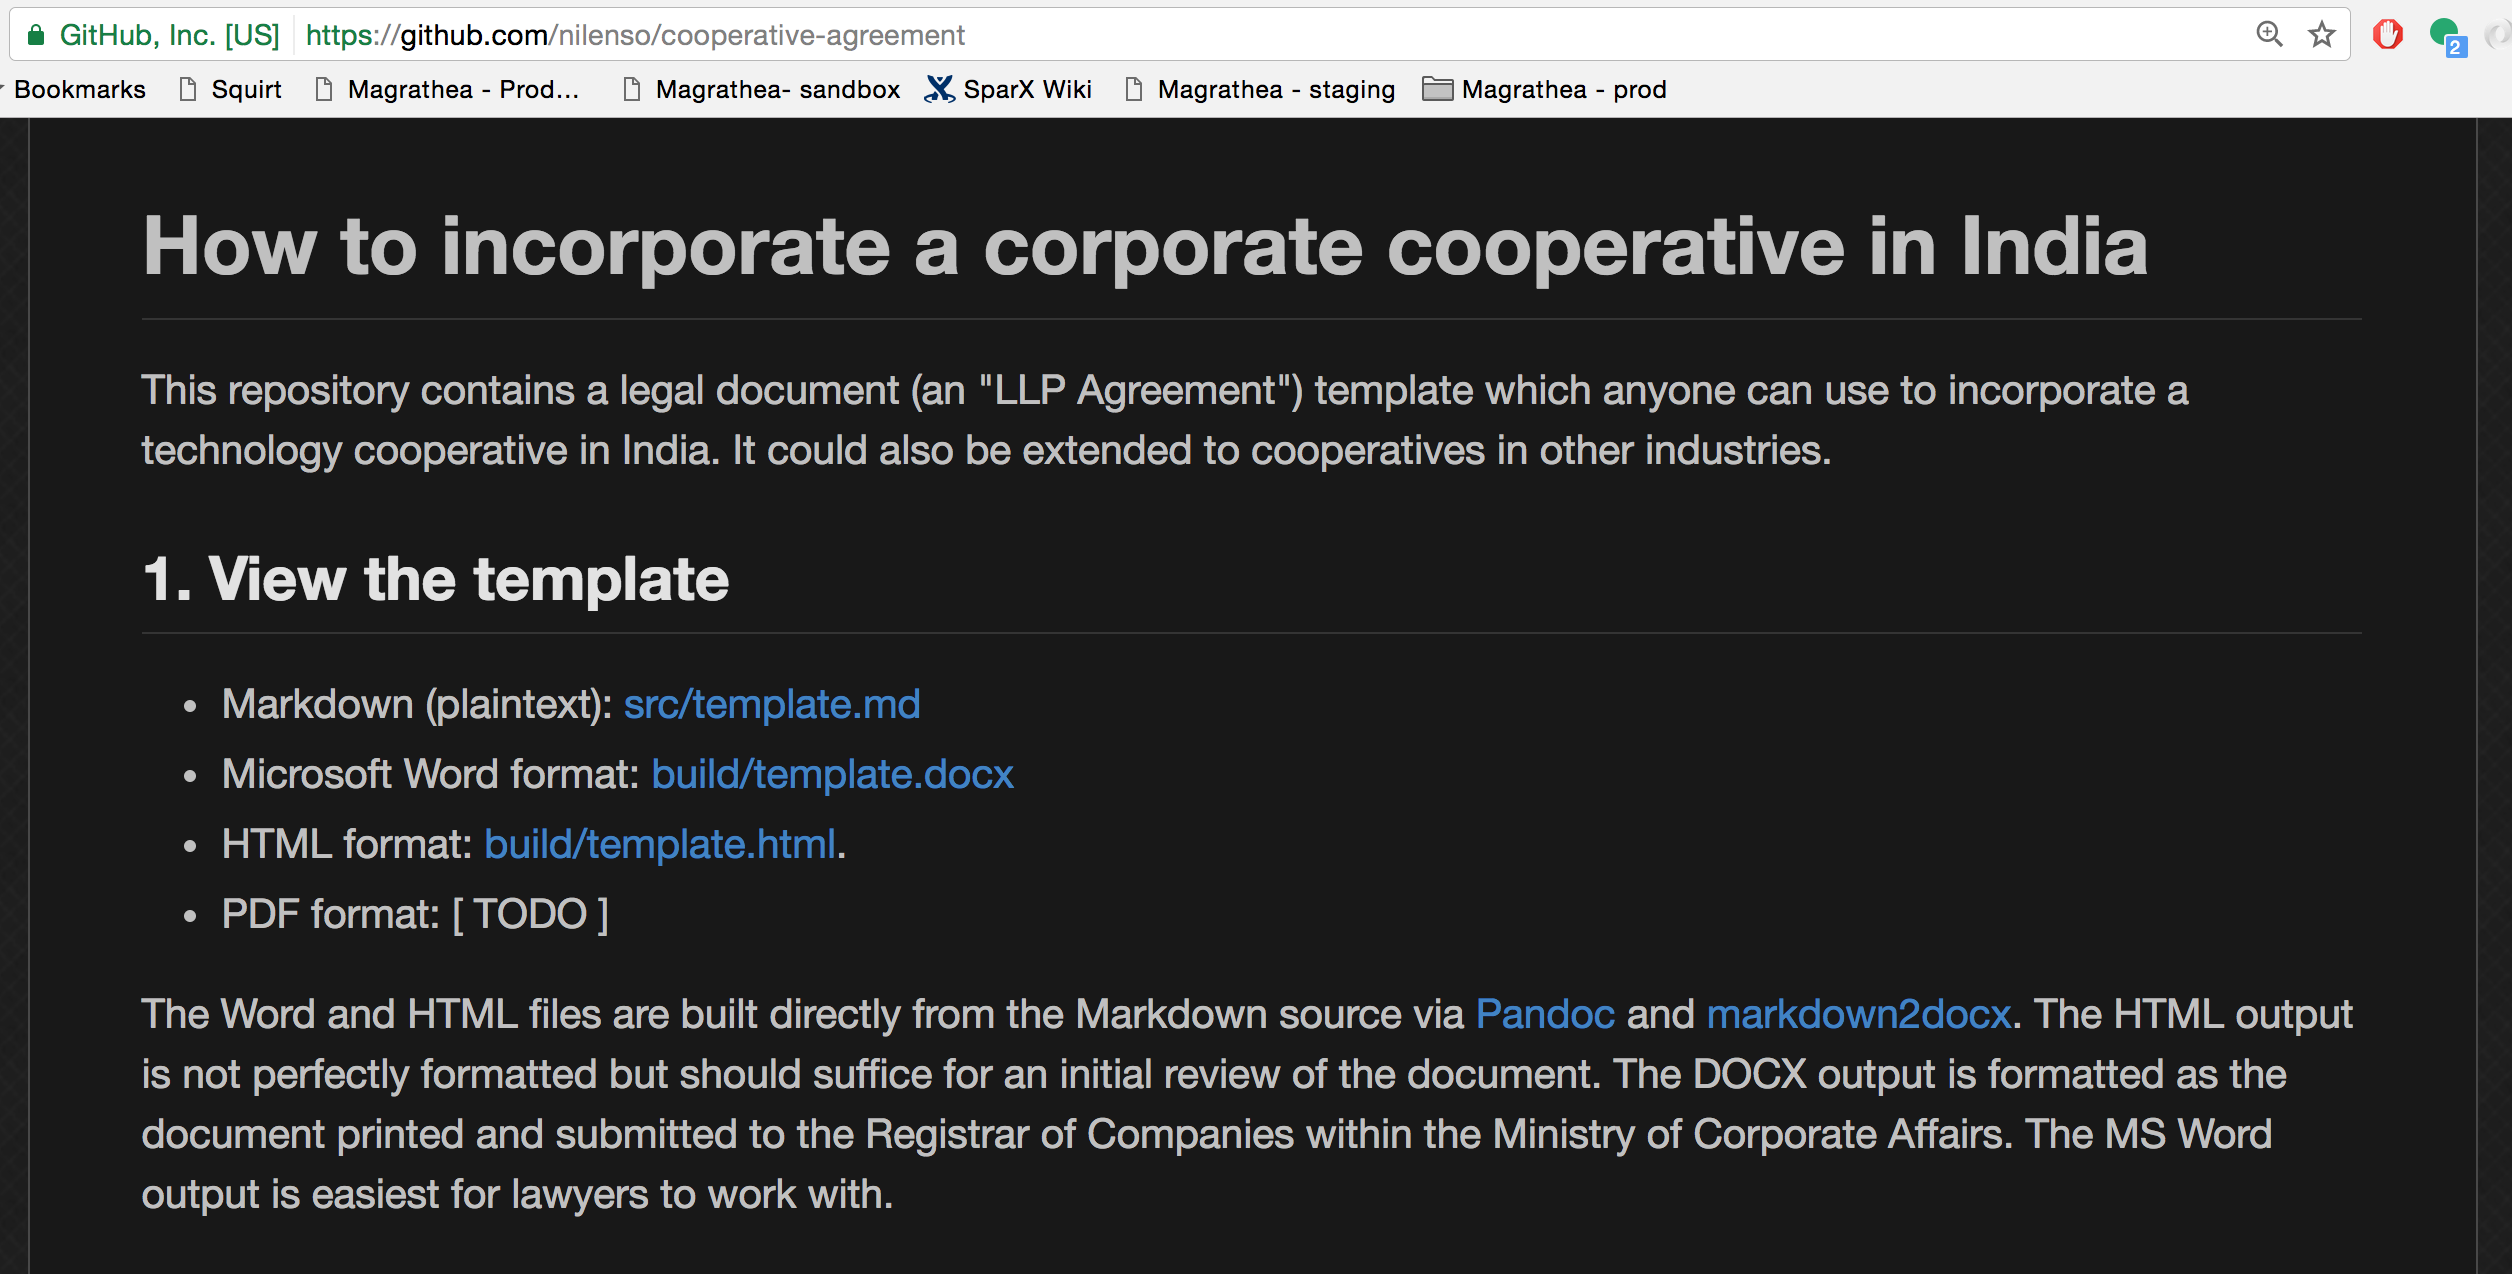 GitHub, Inc. [US] https://github.com/nilenso/cooperative-agreement
2
Bookmarks Squirt Magrathea - Prod... Magrathea- sandbox SparX Wiki Magrathea - staging Magrathea - prod
How to incorporate a corporate cooperative in India
This repository contains a legal document (an "LLP Agreement") template which anyone can use to incorporate a
technology cooperative in India. It could also be extended to cooperatives in other industries.
1. View the template
• Markdown (plaintext): src/template.md
• Microsoft Word format: build/template.docx
• HTML format: build/template.html.
• PDF format: [ TODO ]
The Word and HTML files are built directly from the Markdown source via Pandoc and markdown2docx. The HTML output
is not perfectly formatted but should suffice for an initial review of the document. The DOCX output is formatted as the
document printed and submitted to the Registrar of Companies within the Ministry of Corporate Affairs. The MS Word
output is easiest for lawyers to work with.